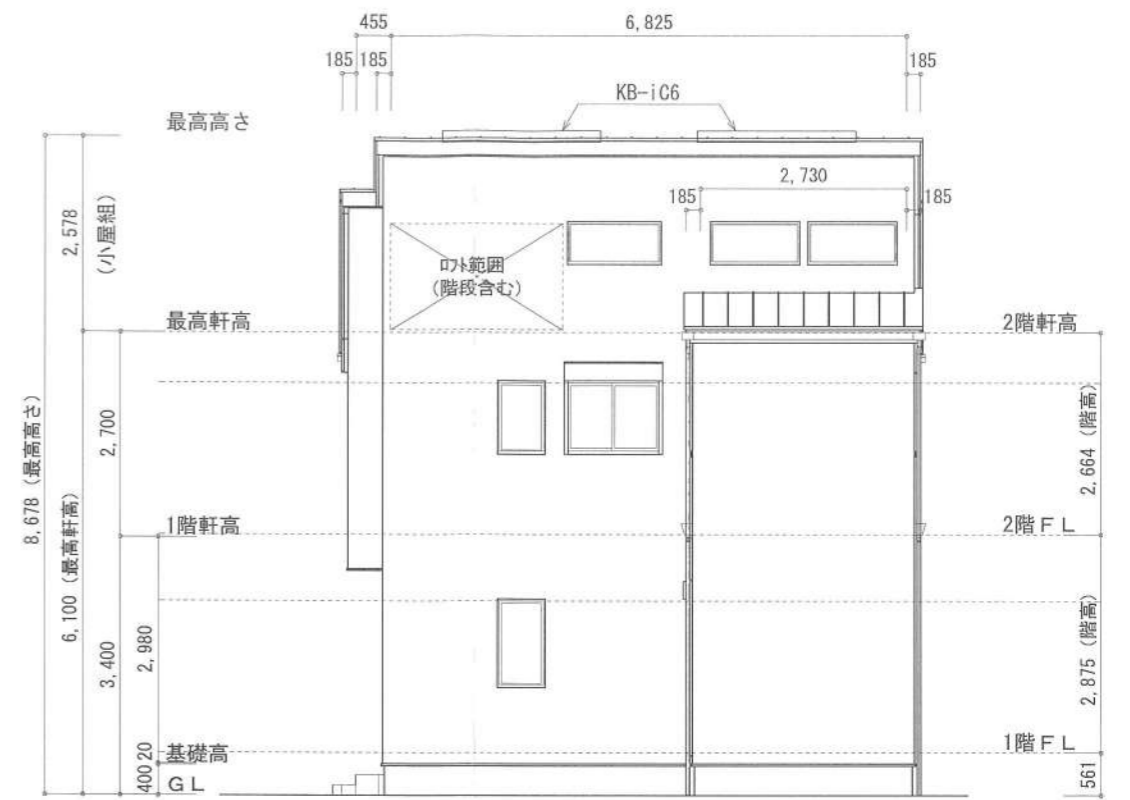 455
6,825
185
185
185
KB-iC6
最高高さ
2,730
185
185
2,578
(小屋組)
ﾛﾌﾄ範囲
(階段含む)
最高軒高
2階軒高
8,678 (最高高さ)
6,100 (最高軒高)
2,700
2,664 (階高)
1階軒高
2階FL
3,400
2,980
2,875 (階高)
20
基礎高
1階FL
400
GL
561